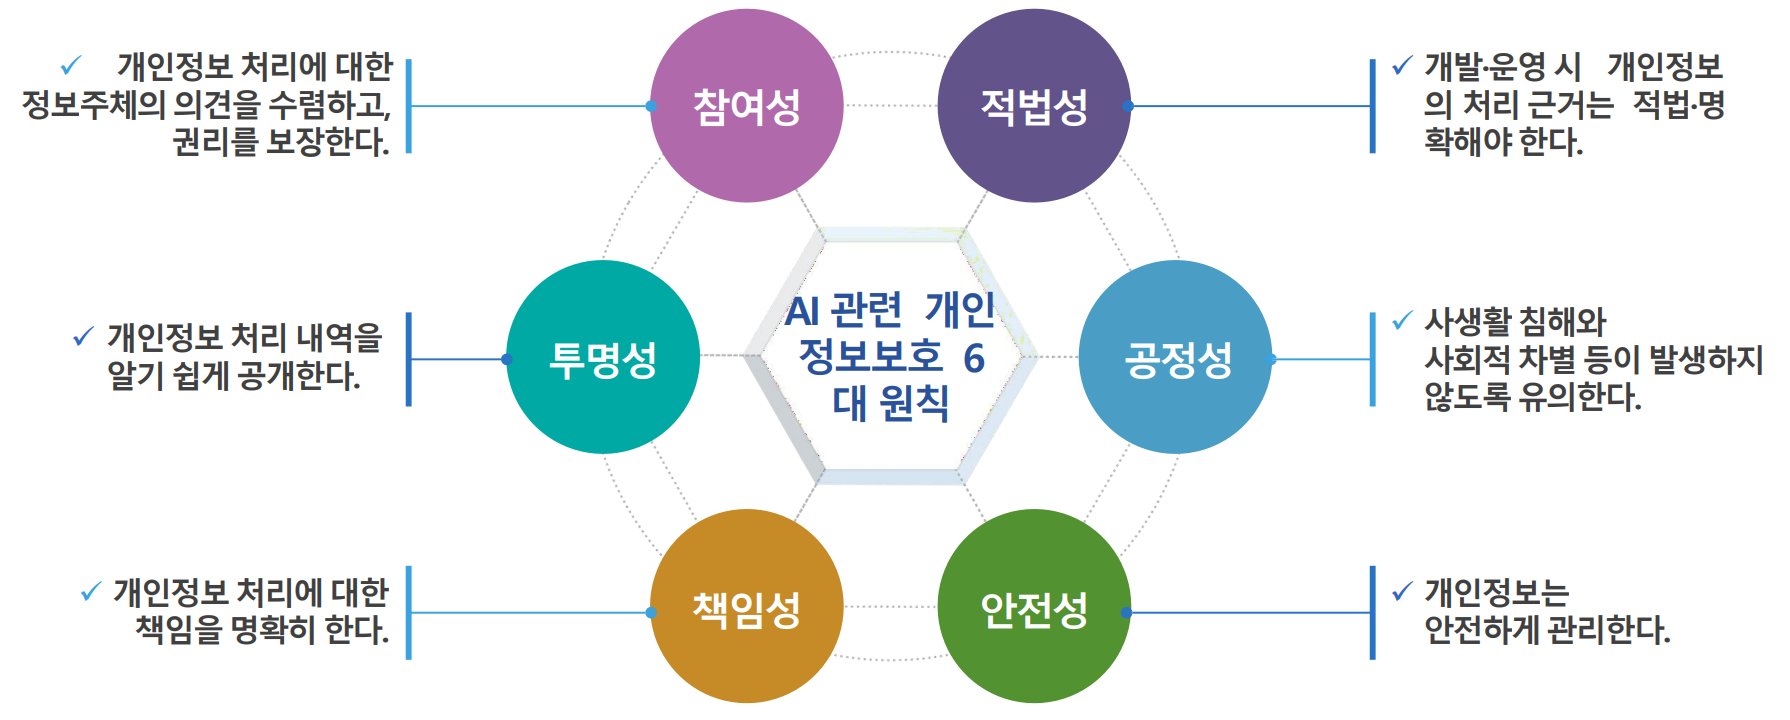 개인정보 처리에 대한
정보주체의 의견을 수렴하고,
권리를 보장한다.
참여성
적법성
개발·운영 시 개인정보
의 처리 근거는 적법·명
확해야 한다.
개인정보 처리 내역을
알기 쉽게 공개한다.
투명성
AI 관련 개인
정보보호 6
대 원칙
공정성
사생활 침해와
사회적 차별 등이 발생하지
않도록 유의한다.
개인정보 처리에 대한
책임을 명확히 한다.
책임성
안전성
개인정보는
안전하게 관리한다.